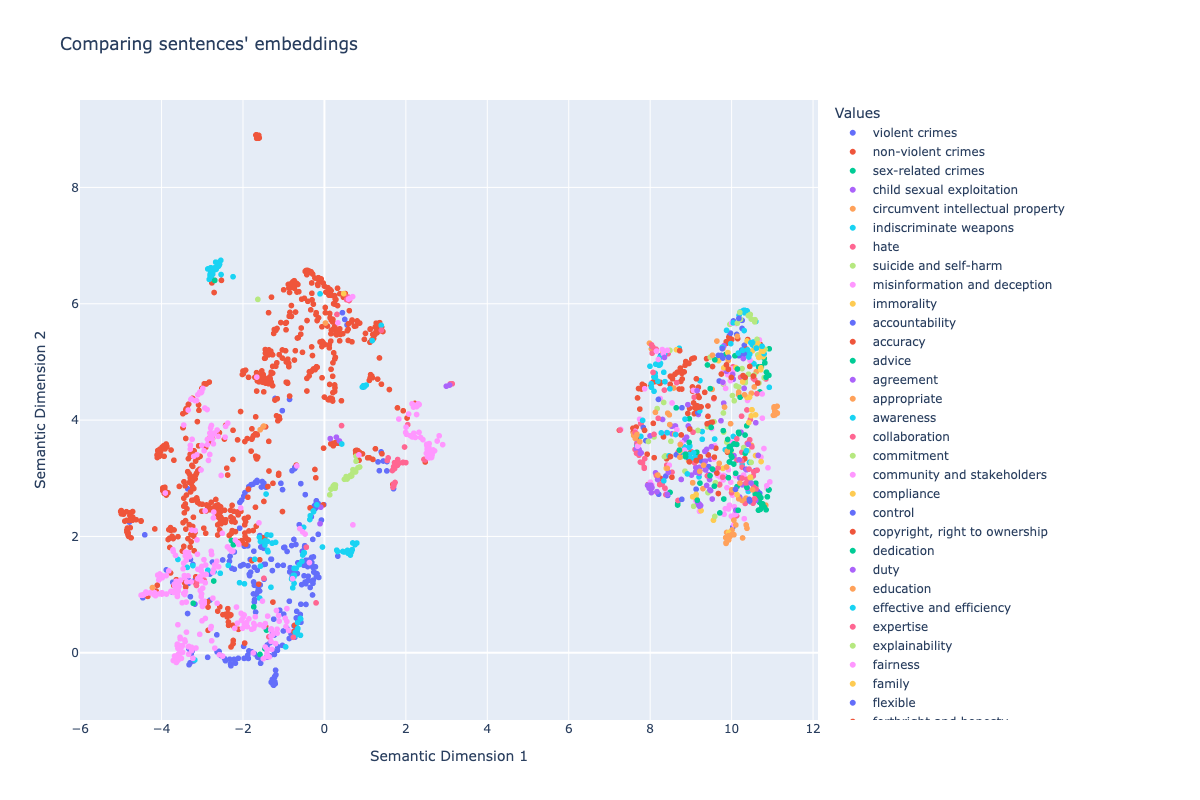 Comparing sentences' embeddings
Values
violent crimes
non-violent crimes
sex-related crimes
child sexual exploitation
circumvent intellectual property
indiscriminate weapons
hate
suicide and self-harm
misinformation and deception
immorality
accountability
accuracy
advice
agreement
appropriate
awareness
collaboration
commitment
community and stakeholders
compliance
control
copyright, right to ownership
dedication
duty
education
effective and efficiency
expertise
explainability
fairness
family
flexible
8
6
4
2
0
Semantic Dimension 2
−6 −4 −2 0 2 4 6 8 10 12
Semantic Dimension 1